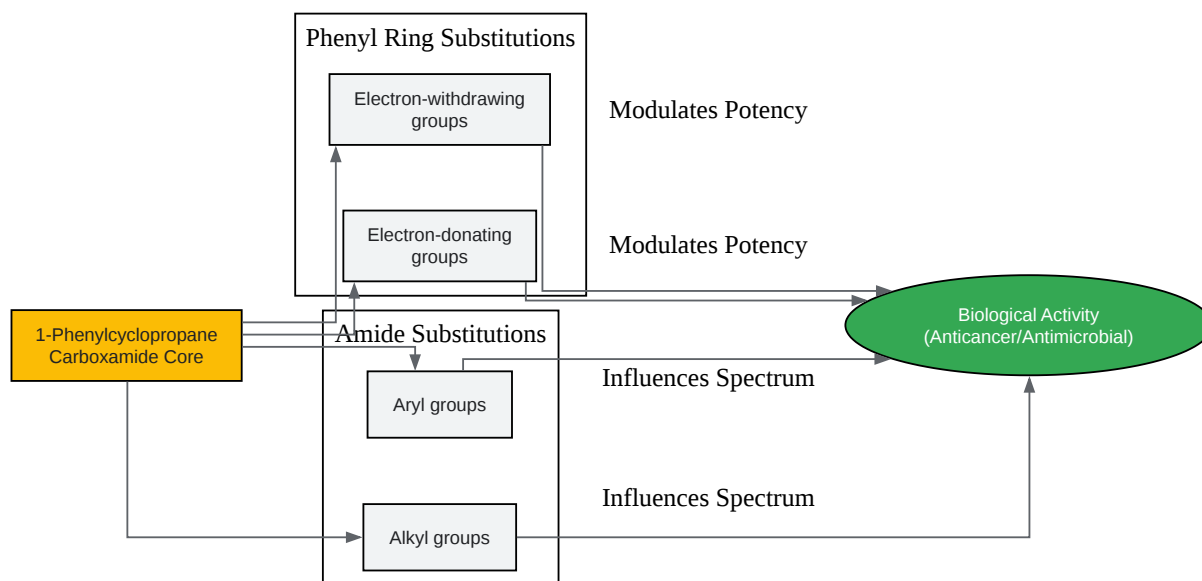 Phenyl Ring Substitutions
Electron-withdrawing
groups
Modulates Potency
Electron-donating
groups
Modulates Potency
1-Phenylcyclopropane
Carboxamide Core
Amide Substitutions
Biological Activity
(Anticancer/Antimicrobial)
Aryl groups
Influences Spectrum
Alkyl groups
Influences Spectrum